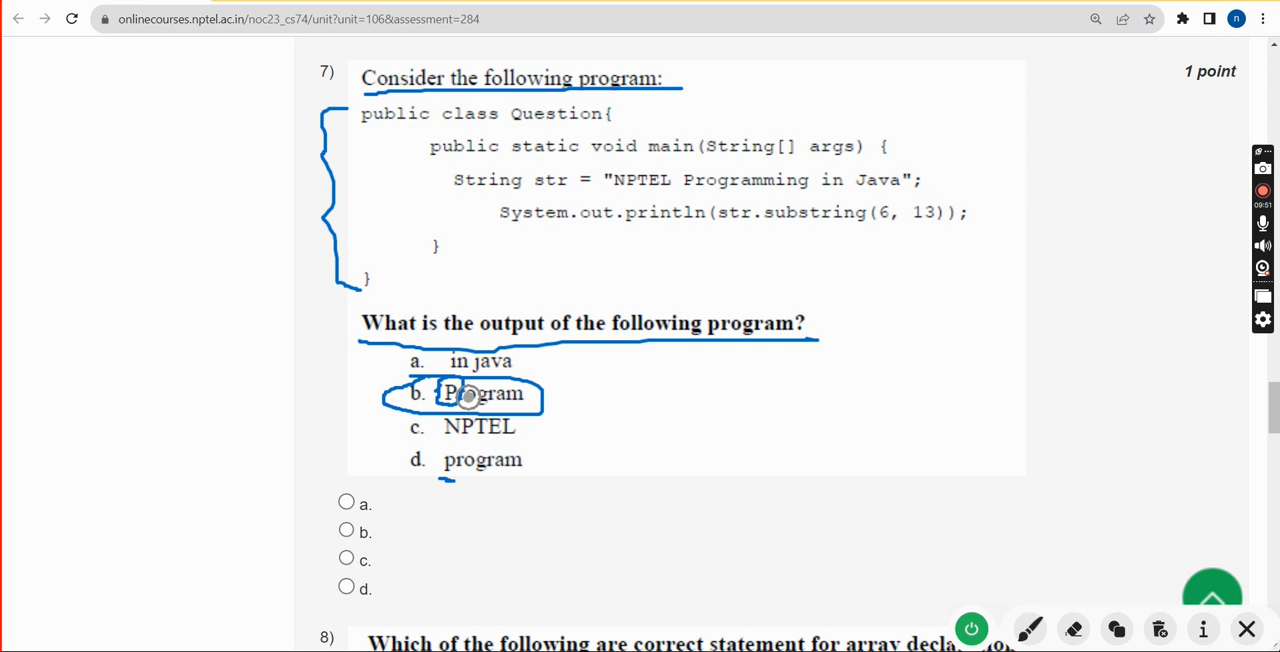 onlinecourses.nptel.ac.in/noc23_cs74/unit?unit=106&assessment=284
n
7) Consider the following program: 1 point
public class Question{
public static void main(String[] args) {
String str = "NPTEL Programming in Java";
System.out.println(str.substring(6, 13));
}
}
What is the output of the following program?
a. in java
b. Program
c. NPTEL
d. program
a.
b.
c.
d.
09:51
8) Which of the following are correct statement for array declaration